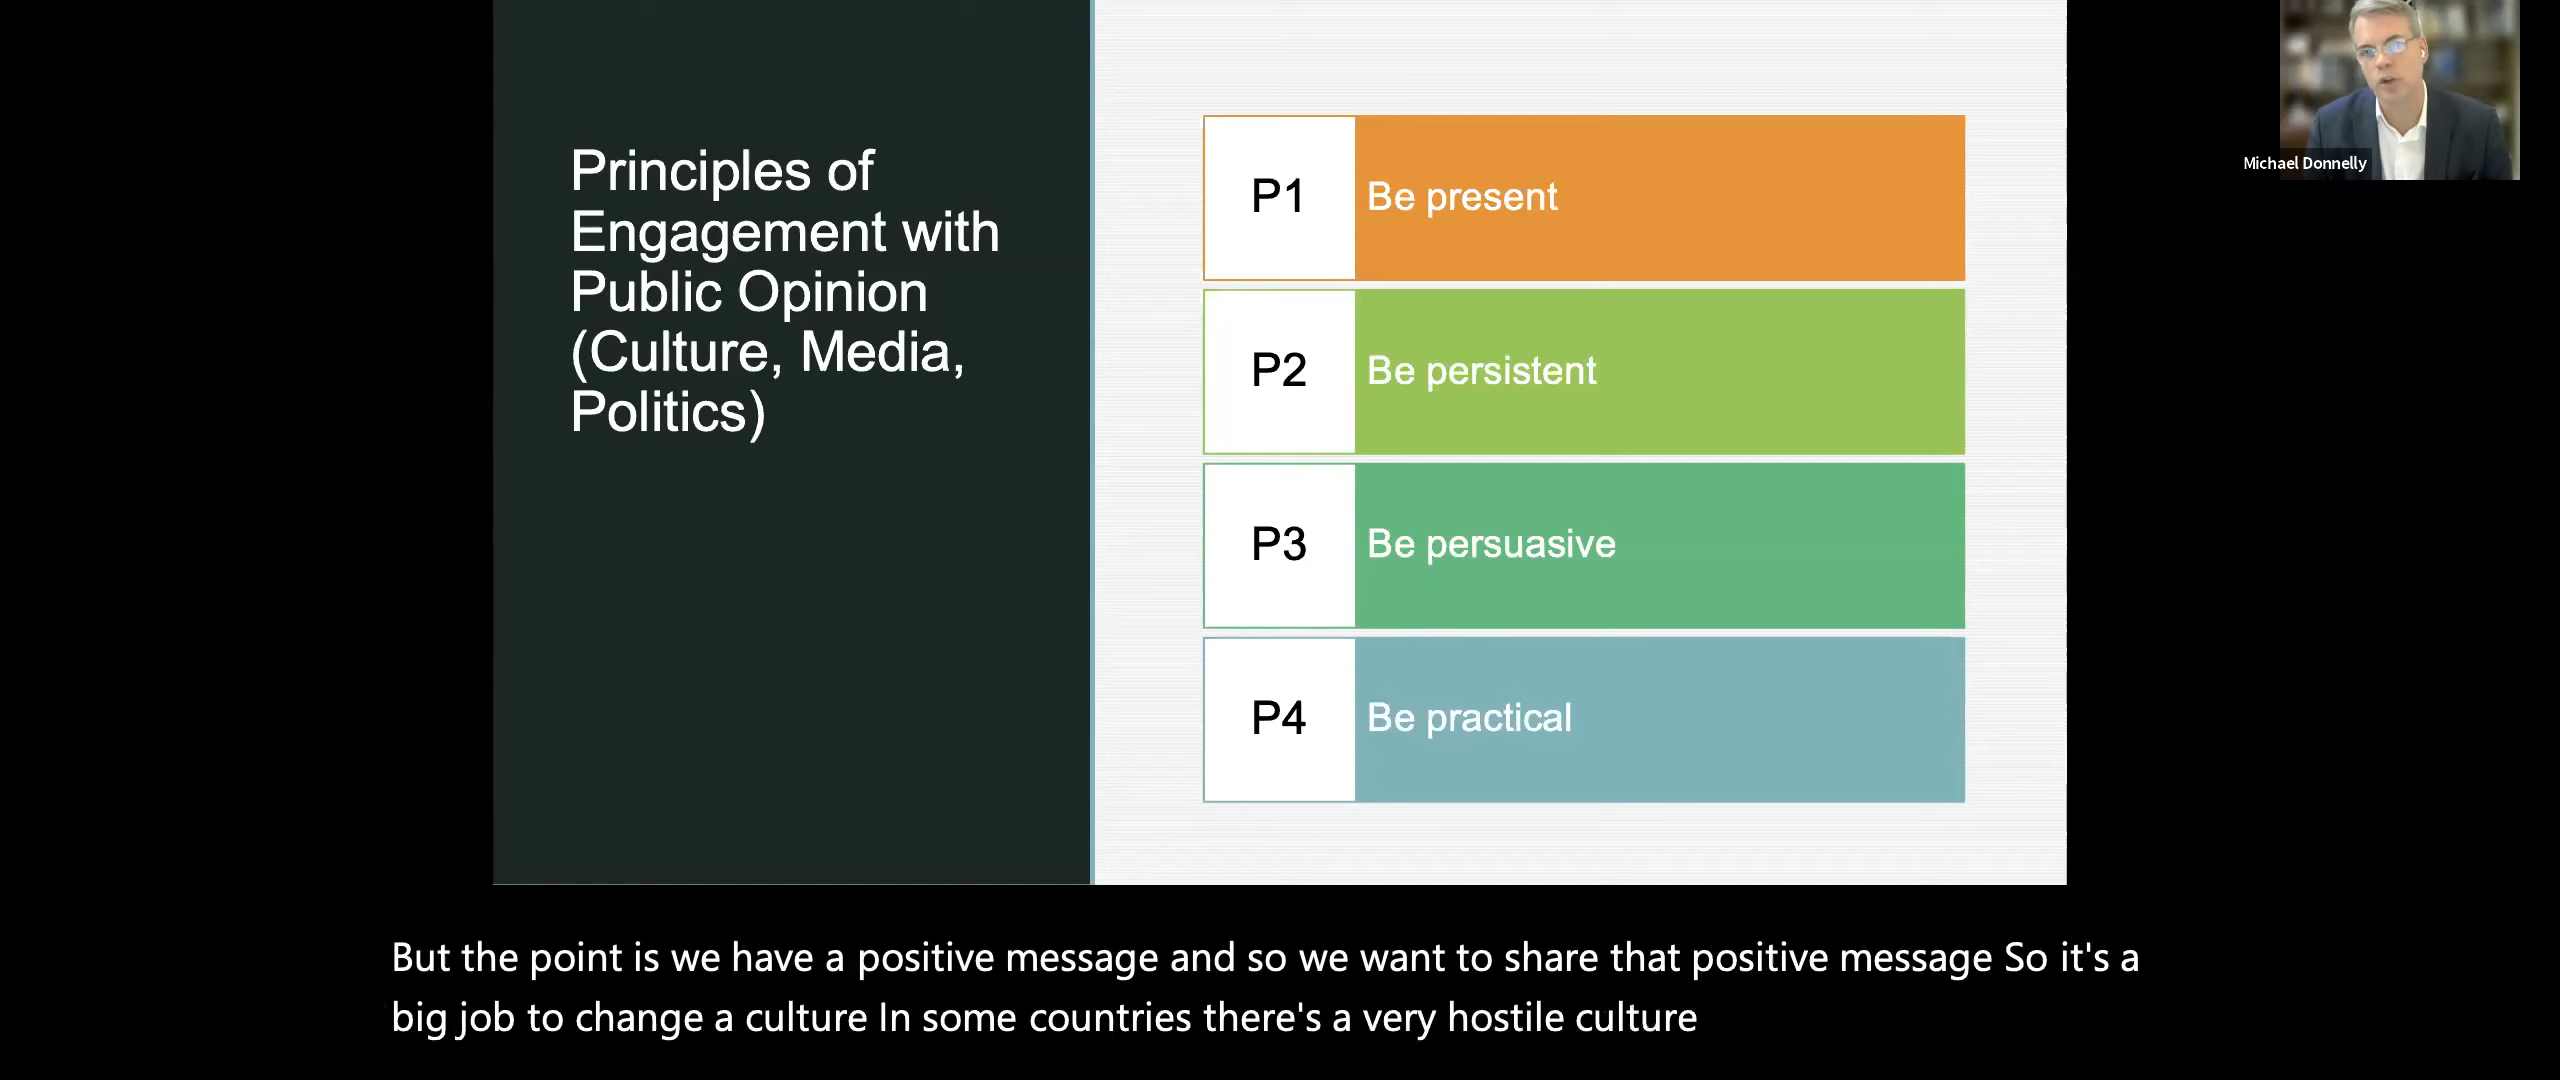 Principles of
Engagement with
Public Opinion
(Culture, Media,
Politics)
P1
Be present
P2
Be persistent
P3
Be persuasive
P4
Be practical
Michael Donnelly
But the point is we have a positive message and so we want to share that positive message So it's a
big job to change a culture In some countries there's a very hostile culture